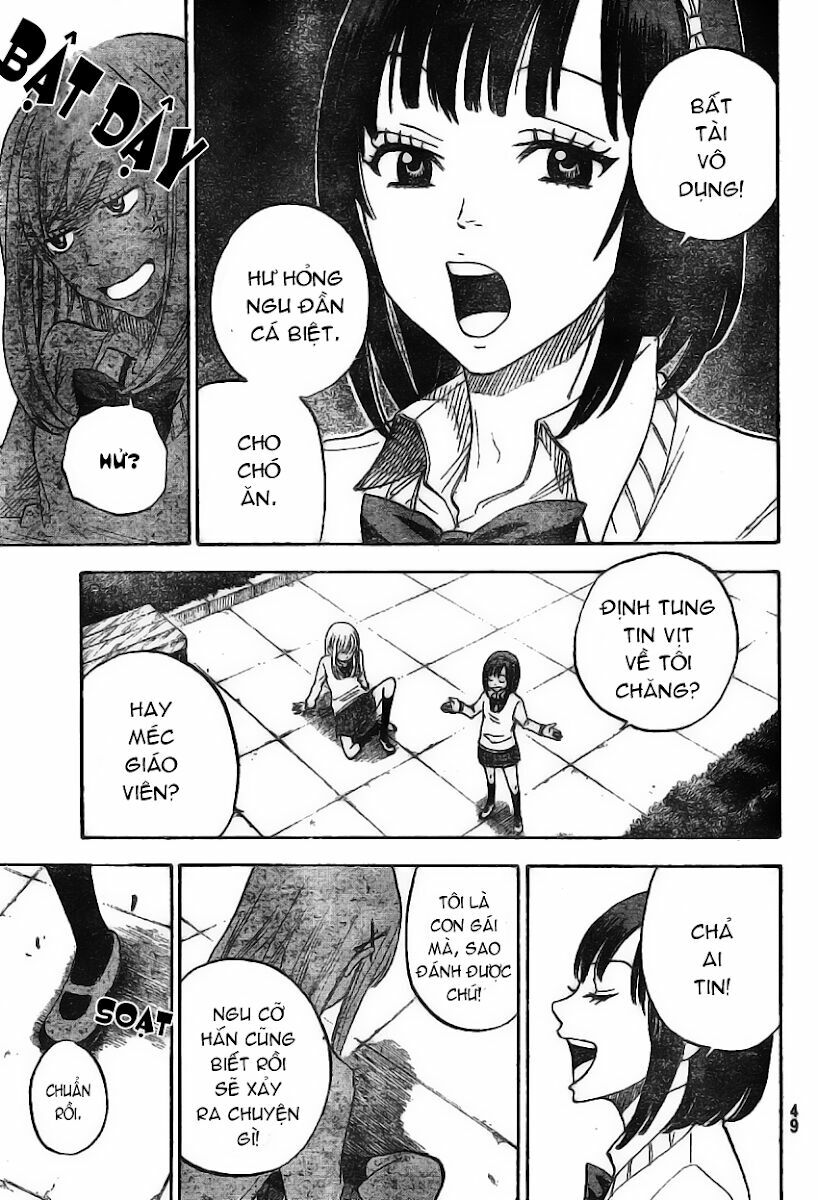 BẤT
TÀI
VÔ
DỤNG!
HƯ HỎNG
NGU ĐẦN
CÁ BIỆT.
CHO
CHÓ
ĂN.
BẬT DẬY
HỬ?
ĐỊNH TUNG
TIN VỊT
VỀ TÔI
CHĂNG?
HAY
MÉC
GIÁO
VIÊN?
CHẢ
AI
TIN!
TÔI LÀ
CON GÁI
MÀ, SAO
ĐÁNH ĐƯỢC
CHỨ!
NGU CỠ
HẮN CŨNG
BIẾT RỒI
SẼ XẢY
RA CHUYỆN
GÌ!
SOẠT
CHUẨN
RỒI.
49